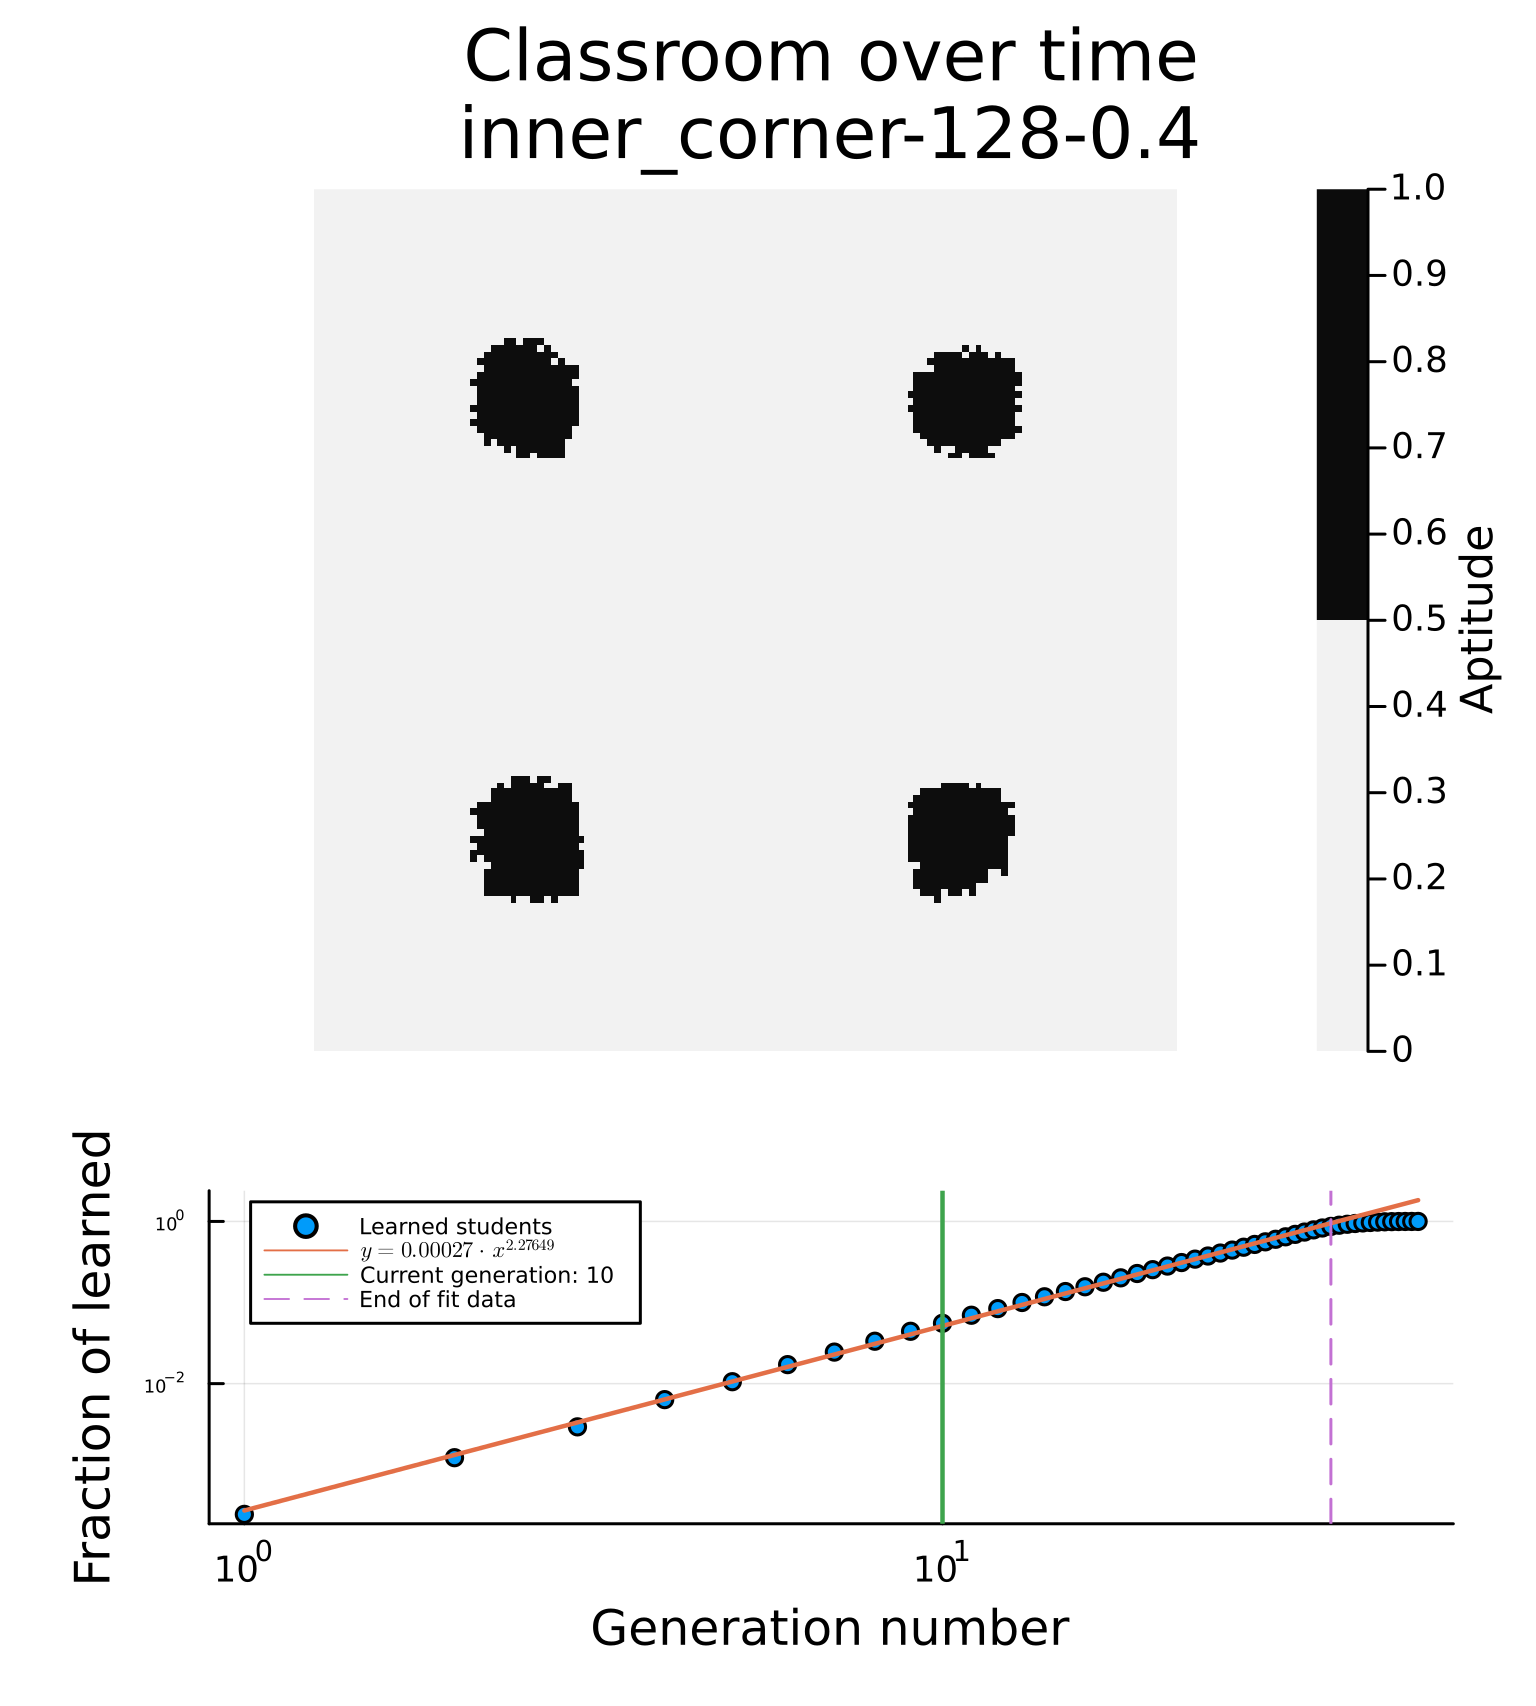 Classroom over time
inner_corner-128-0.4
1.0
0.9
0.8
0.7
0.6
0.5
0.4
0.3
0.2
0.1
0
Aptitude
Fraction of learned
10^0
10^-2
Learned students
y = 0.00027 · x^2.27649
Current generation: 10
End of fit data
10^0
10^1
Generation number